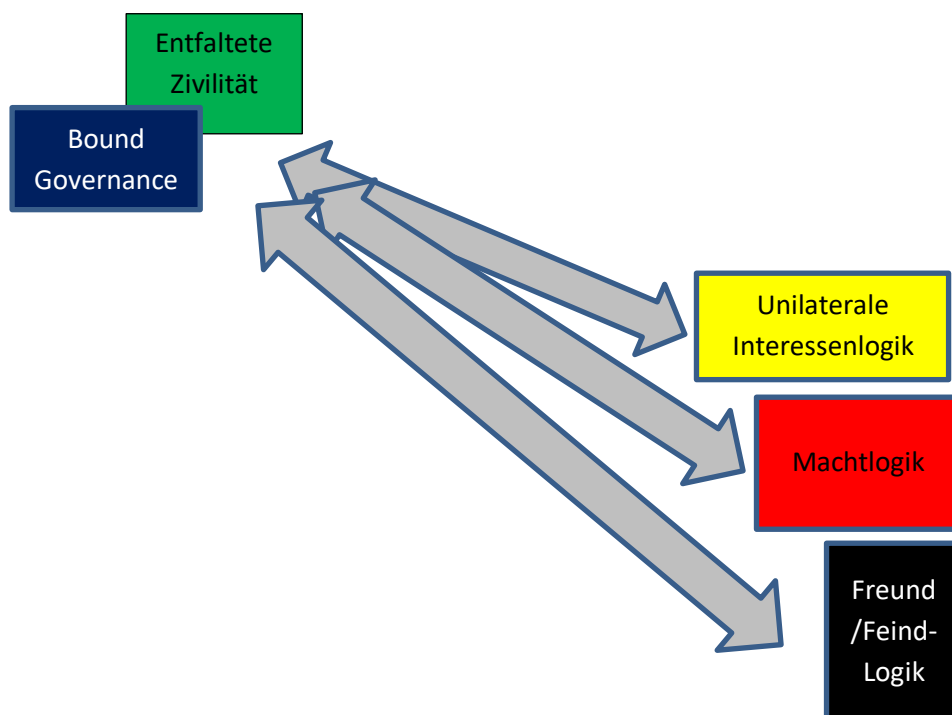 Entfaltete
Zivilität
Bound
Governance
Unilaterale
Interessenlogik
Machtlogik
Freund
/Feind-
Logik